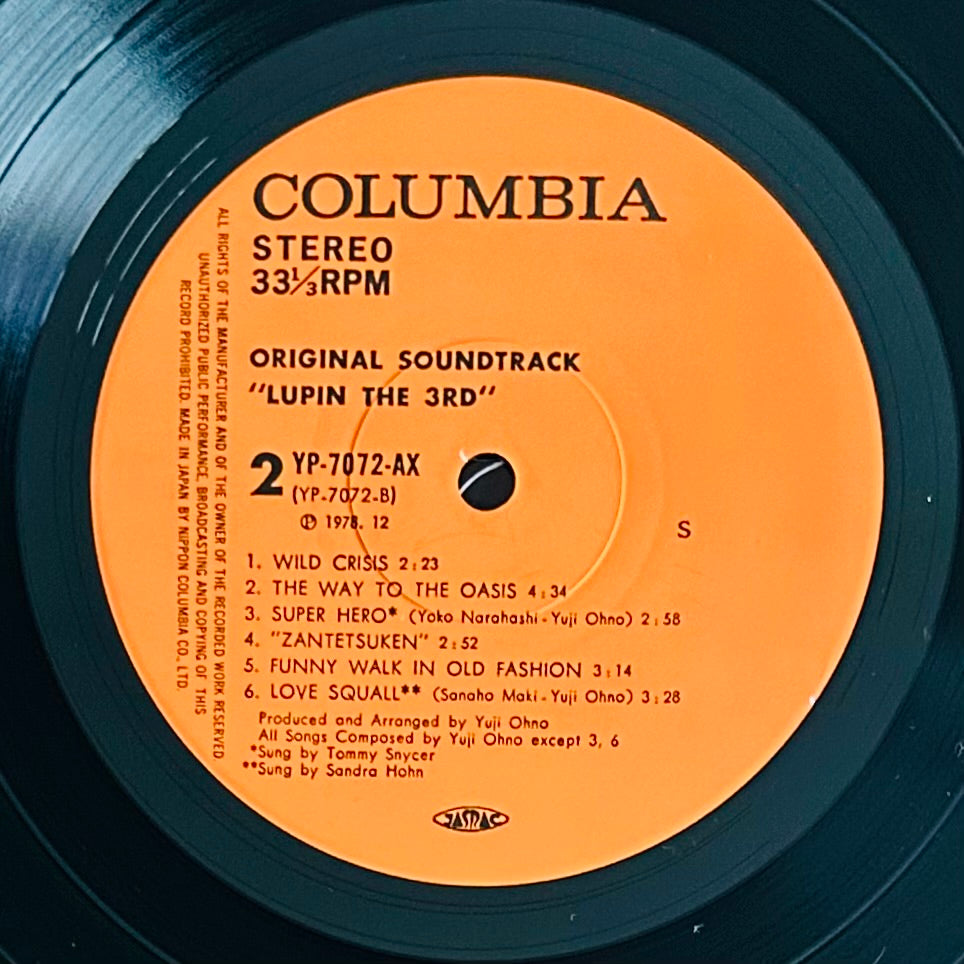 COLUMBIA
STEREO
33⅓RPM
ORIGINAL SOUNDTRACK
"LUPIN THE 3RD"
2 YP-7072-AX
(YP-7072-B)
Ⓟ 1978. 12
S
1. WILD CRISIS 2:23
2. THE WAY TO THE OASIS 4:34
3. SUPER HERO* (Yoko Narahashi-Yuji Ohno) 2:58
4. "ZANTETSUKEN" 2:52
5. FUNNY WALK IN OLD FASHION 3:14
6. LOVE SQUALL** (Sanaho Maki-Yuji Ohno) 3:28
Produced and Arranged by Yuji Ohno
All Songs Composed by Yuji Ohno except 3, 6
*Sung by Tommy Snycer
**Sung by Sandra Hohn
JASRAC
ALL RIGHTS OF THE MANUFACTURER AND OF THE OWNER OF THE RECORDED WORK RESERVED
UNAUTHORIZED PUBLIC PERFORMANCE, BROADCASTING AND COPYING OF THIS
RECORD PROHIBITED. MADE IN JAPAN BY NIPPON COLUMBIA CO., LTD.